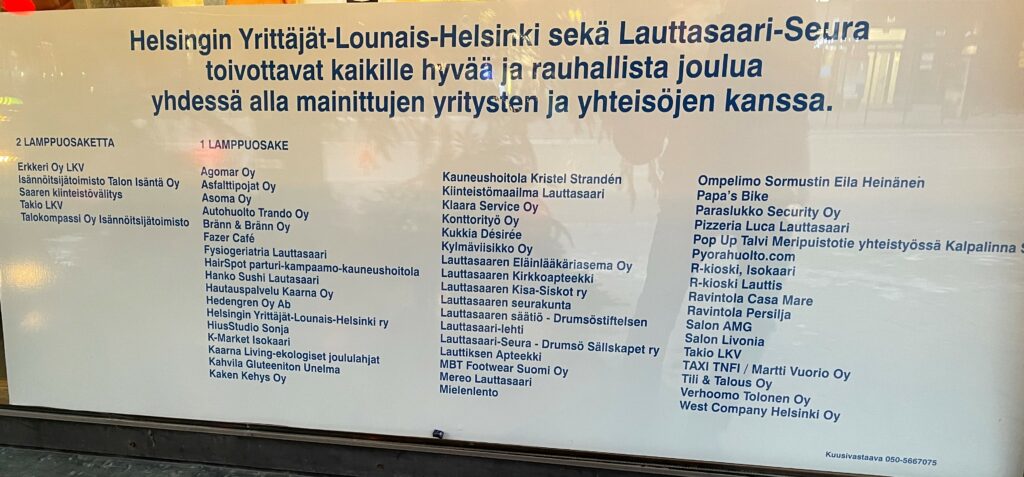 Helsingin Yrittäjät-Lounais-Helsinki sekä Lauttasaari-Seura
toivottavat kaikille hyvää ja rauhallista joulua
yhdessä alla mainittujen yritysten ja yhteisöjen kanssa.
2 LAMPPUOSAKETTA
Erkkeri Oy LKV
Isännöitsijätoimisto Talon Isäntä Oy
Saaren kiinteistövälitys
Takio LKV
Talokompassi Oy Isännöitsijätoimisto
1 LAMPPUOSAKE
Agomar Oy
Asfalttipojat Oy
Asoma Oy
Autohuolto Trando Oy
Bränn & Bränn Oy
Fazer Café
Fysiogeriatria Lauttasaari
HairSpot parturi-kampaamo-kauneushoitola
Hanko Sushi Lautasaari
Hautauspalvelu Kaarna Oy
Hedengren Oy Ab
Helsingin Yrittäjät-Lounais-Helsinki ry
HiusStudio Sonja
K-Market Isokaari
Kaarna Living-ekologiset joululahjat
Kahvila Gluteeniton Unelma
Kaken Kehys Oy
Kauneushoitola Kristel Strandén
Kiinteistömaailma Lauttasaari
Klaara Service Oy
Konttorityö Oy
Kukkia Désirée
Kylmäviisikko Oy
Lauttasaaren Eläinlääkäriasema Oy
Lauttasaaren Kirkkoapteekki
Lauttasaaren Kisa-Siskot ry
Lauttasaaren seurakunta
Lauttasaaren säätiö - Drumsöstiftelsen
Lauttasaari-lehti
Lauttasaari-Seura - Drumsö Sällskapet ry
Lauttiksen Apteekki
MBT Footwear Suomi Oy
Mereo Lauttasaari
Mielenlento
Ompelimo Sormustin Eila Heinänen
Papa's Bike
Paraslukko Security Oy
Pizzeria Luca Lauttasaari
Pop Up Talvi Meripuistotie yhteistyössä Kalpalinna S
Pyorahuolto.com
R-kioski, Isokaari
R-kioski Lauttis
Ravintola Casa Mare
Ravintola Persilja
Salon AMG
Salon Livonia
Takio LKV
TAXI TNFI / Martti Vuorio Oy
Tili & Talous Oy
Verhoomo Tolonen Oy
West Company Helsinki Oy
Kuusivastaava 050-5667075